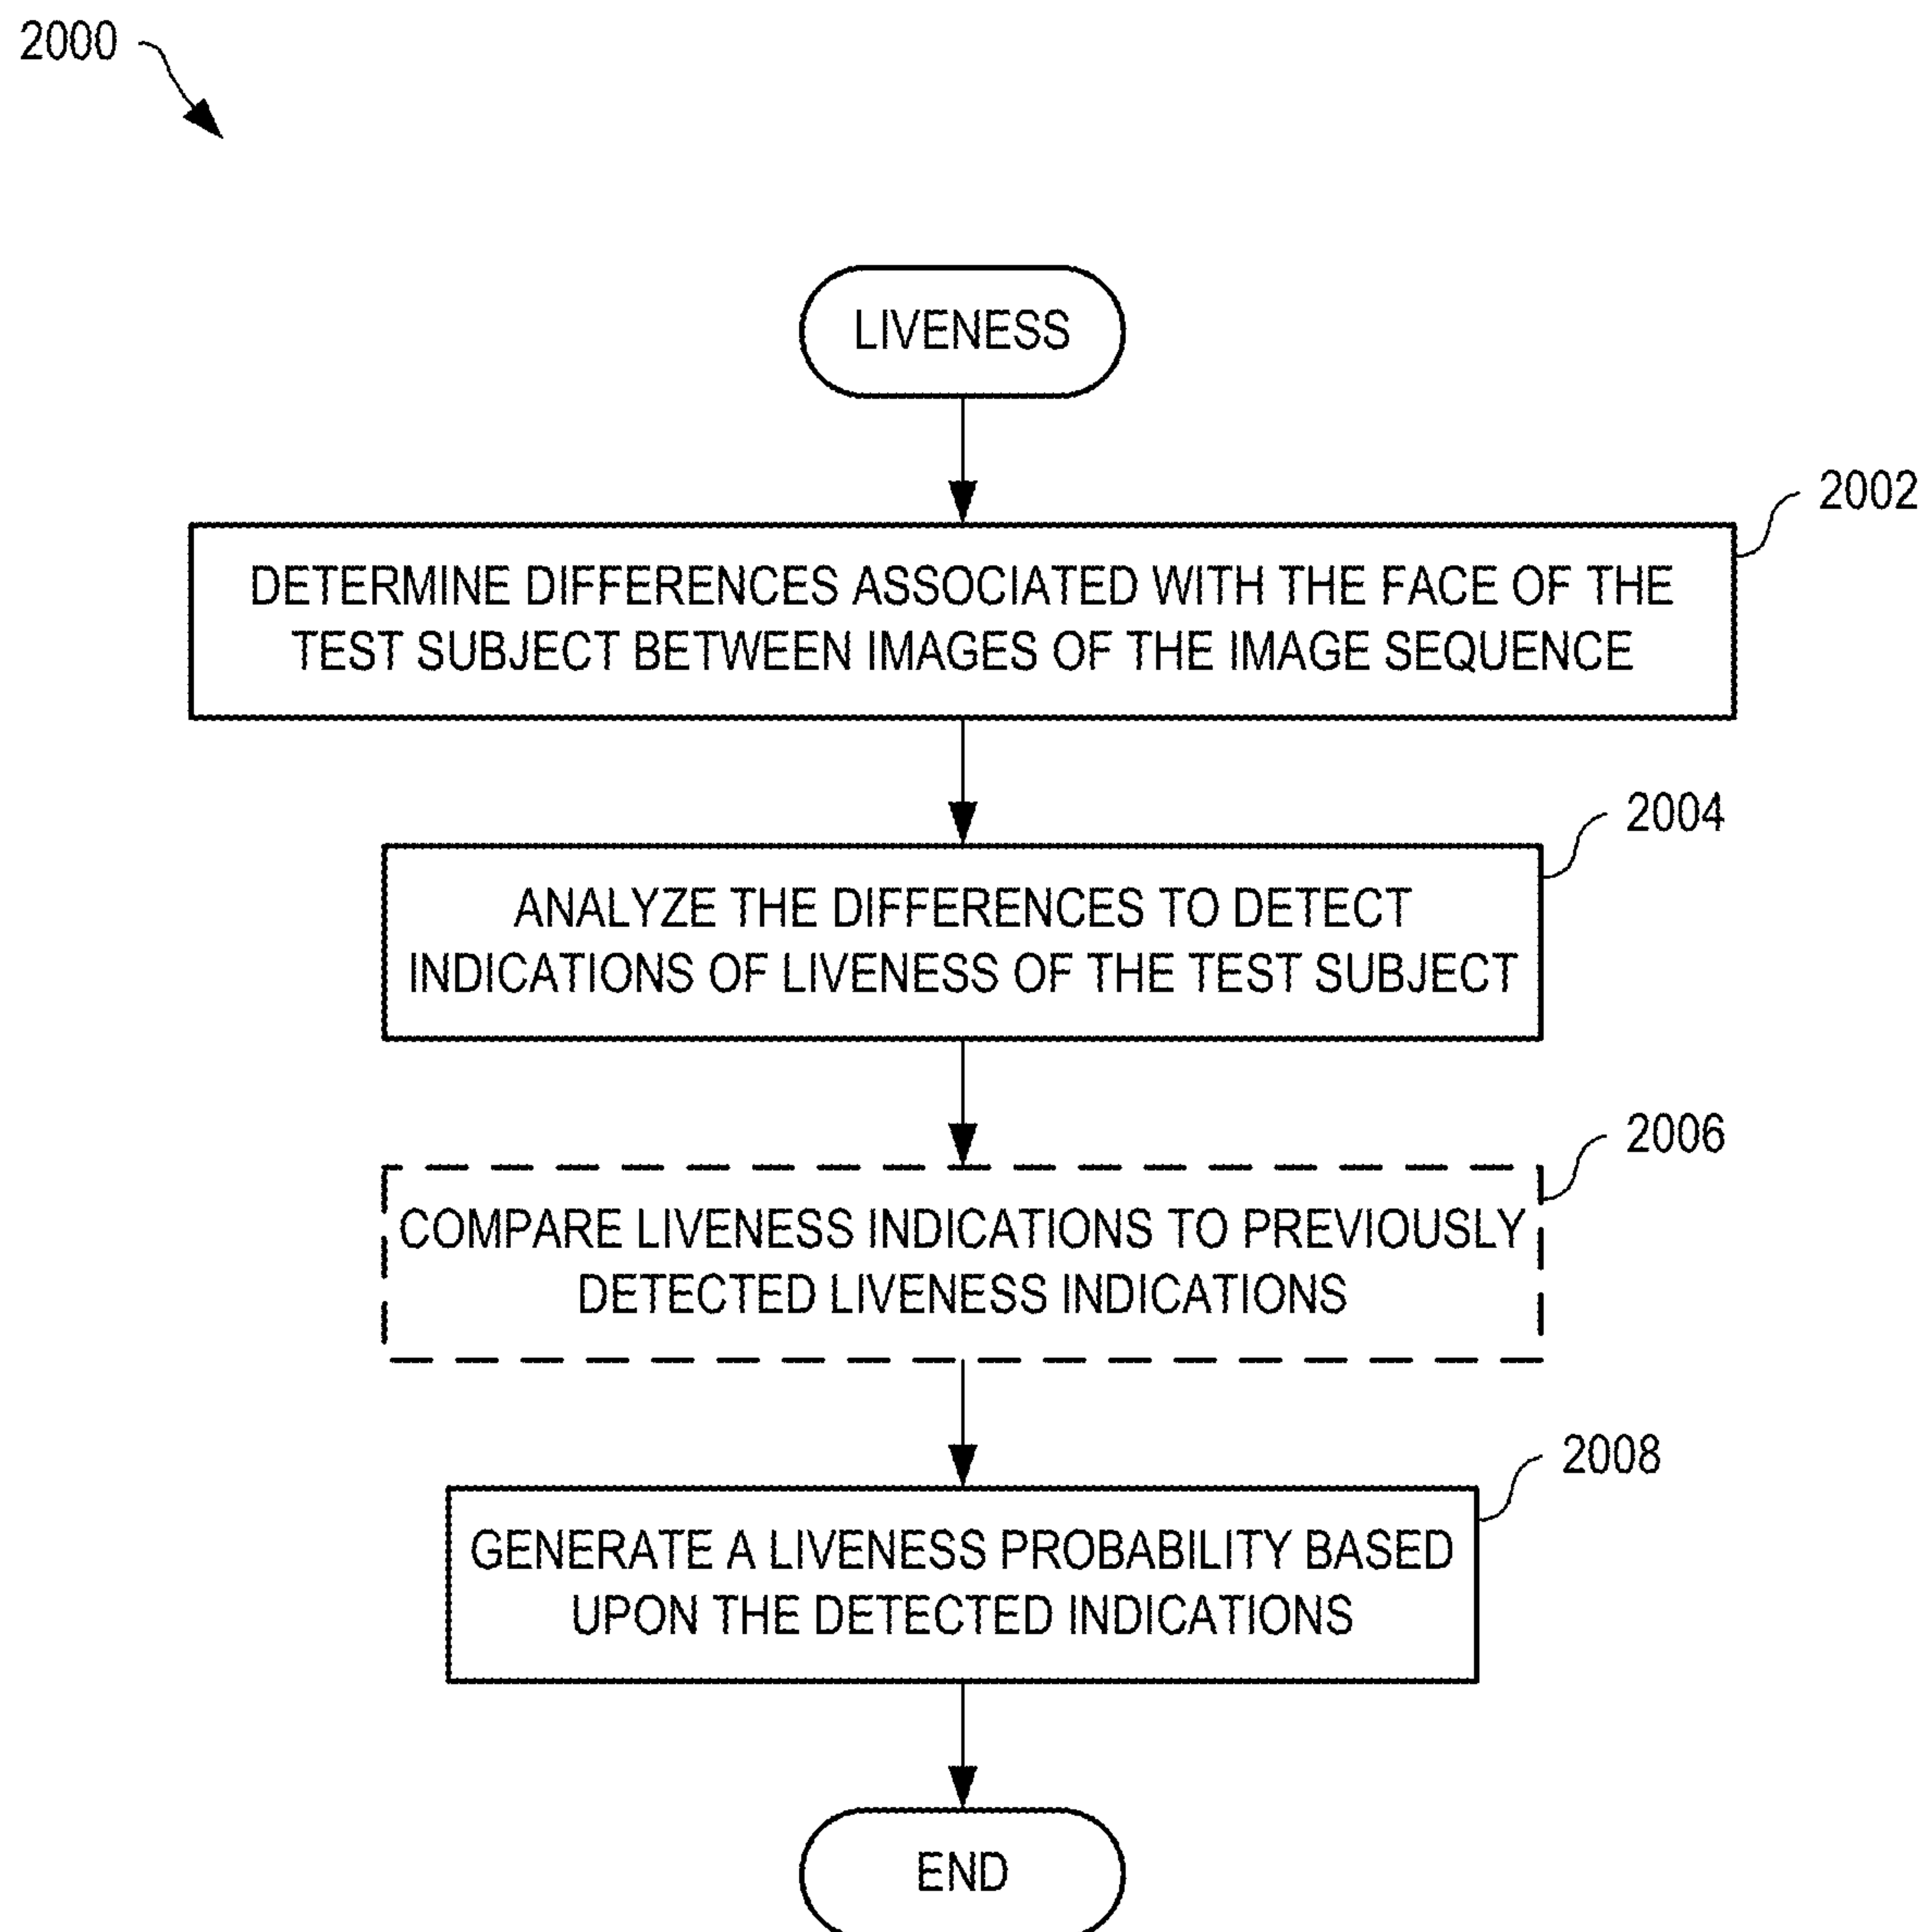 2000
LIVENESS
2002
DETERMINE DIFFERENCES ASSOCIATED WITH THE FACE OF THE
TEST SUBJECT BETWEEN IMAGES OF THE IMAGE SEQUENCE
2004
ANALYZE THE DIFFERENCES TO DETECT
INDICATIONS OF LIVENESS OF THE TEST SUBJECT
2006
COMPARE LIVENESS INDICATIONS TO PREVIOUSLY
DETECTED LIVENESS INDICATIONS
2008
GENERATE A LIVENESS PROBABILITY BASED
UPON THE DETECTED INDICATIONS
END